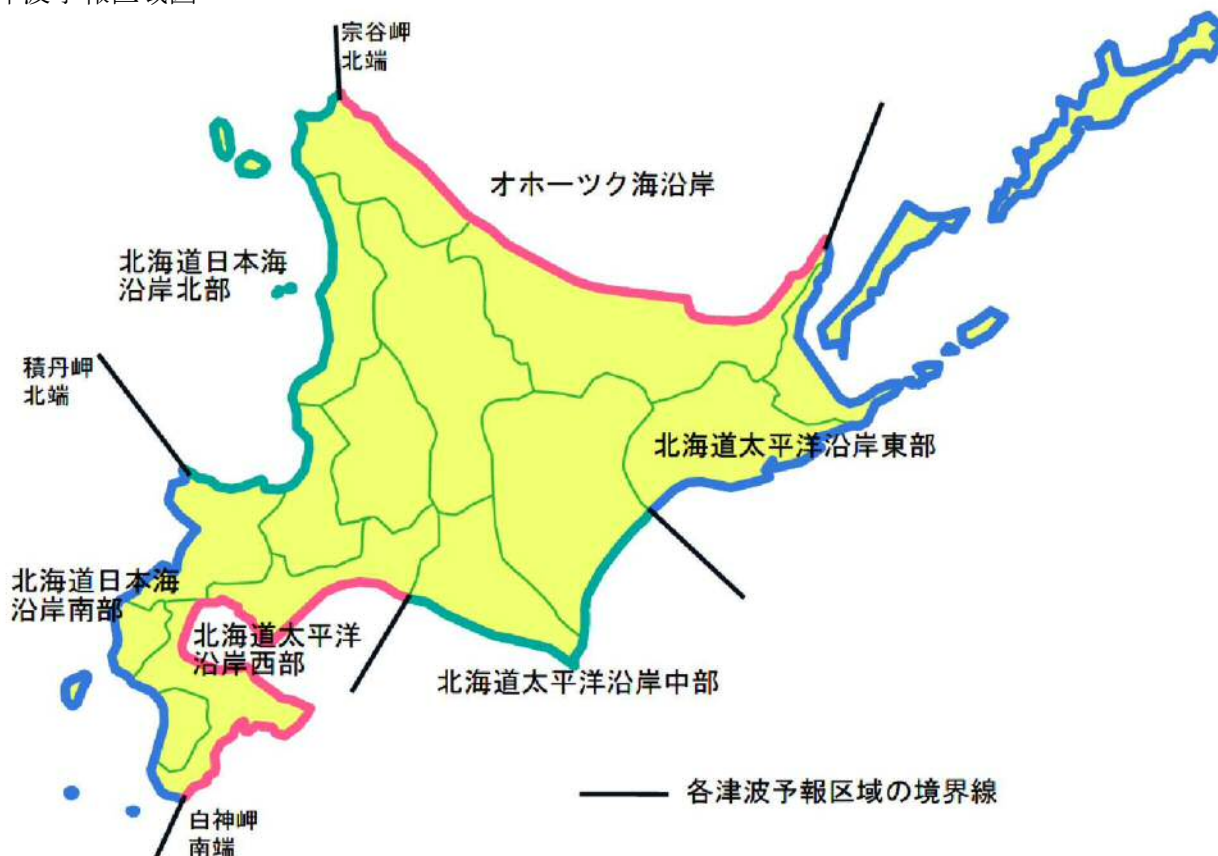 宗谷岬
北端
オホーツク海沿岸
北海道日本海
沿岸北部
積丹岬
北端
北海道太平洋沿岸東部
北海道日本海
沿岸南部
北海道太平洋
沿岸西部
北海道太平洋沿岸中部
各津波予報区域の境界線
白神岬
南端